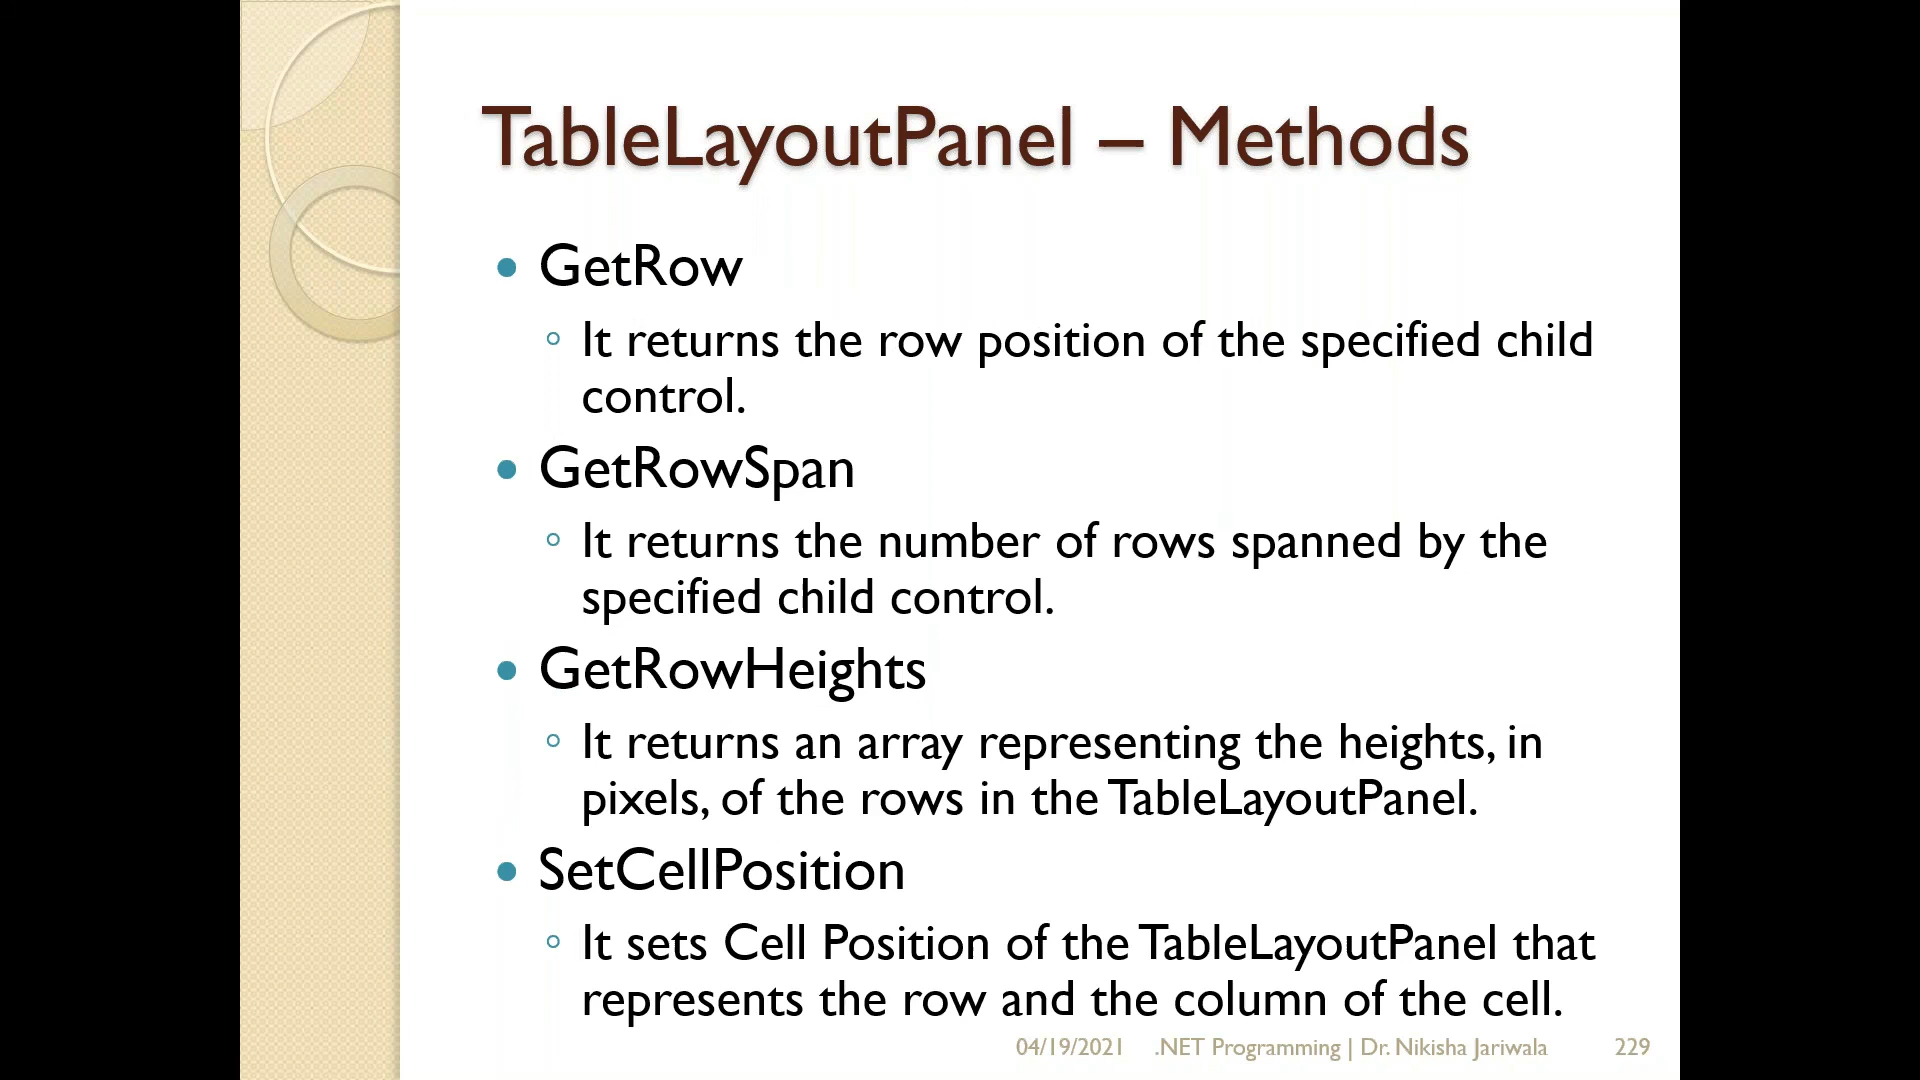 TableLayoutPanel – Methods
• GetRow
◦ It returns the row position of the specified child
control.
• GetRowSpan
◦ It returns the number of rows spanned by the
specified child control.
• GetRowHeights
◦ It returns an array representing the heights, in
pixels, of the rows in the TableLayoutPanel.
• SetCellPosition
◦ It sets Cell Position of the TableLayoutPanel that
represents the row and the column of the cell.
04/19/2021 .NET Programming | Dr. Nikisha Jariwala 229